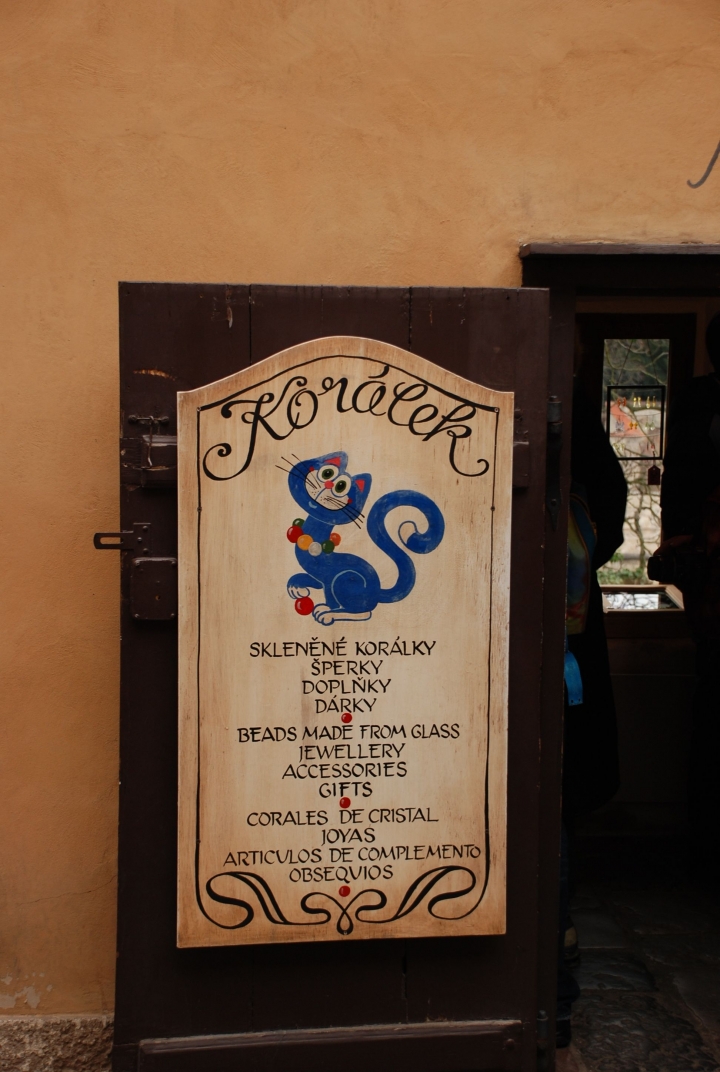 Korálek
SKLENĚNÉ KORÁLKY
ŠPERKY
DOPLŇKY
DÁRKY
BEADS MADE FROM GLASS
JEWELLERY
ACCESSORIES
GIFTS
CORALES DE CRISTAL
JOYAS
ARTICULOS DE COMPLEMENTO
OBSEQUIOS